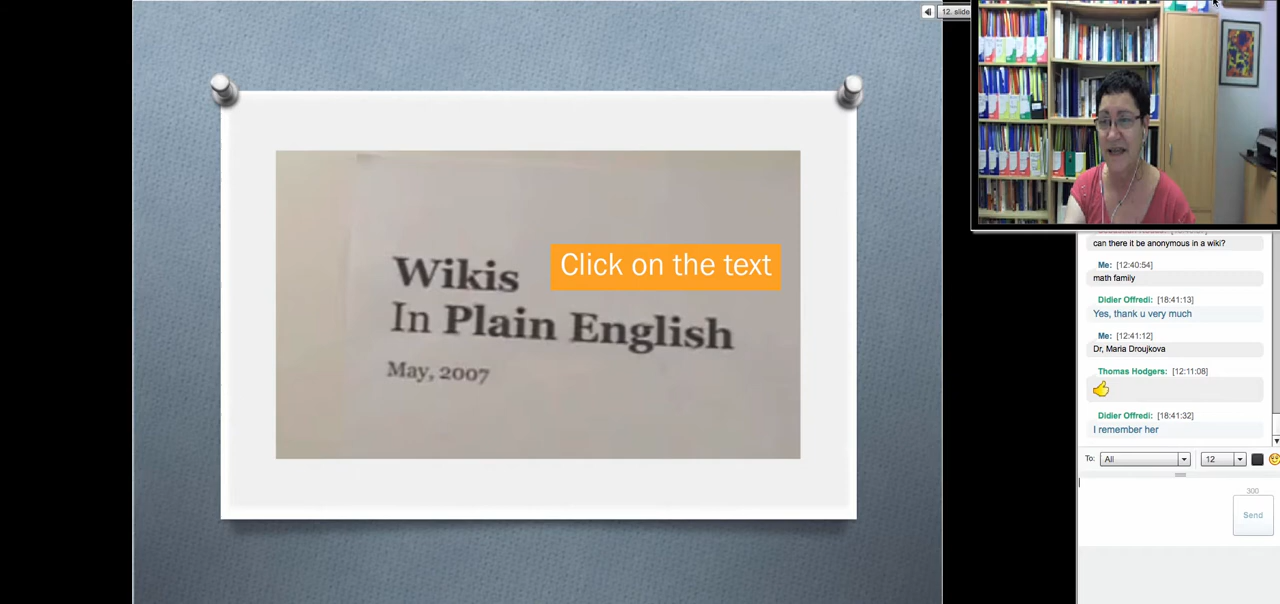 12. slide
Click on the text
Wikis
In Plain English
May, 2007
can there it be anonymous in a wiki?
Me: [12:40:54]
math family
Didier Offredi: [18:41:13]
Yes, thank u very much
Me: [12:41:12]
Dr, Maria Droujkova
Thomas Hodgers: [12:11:08]
Didier Offredi: [18:41:32]
I remember her
To: All 12
300
Send